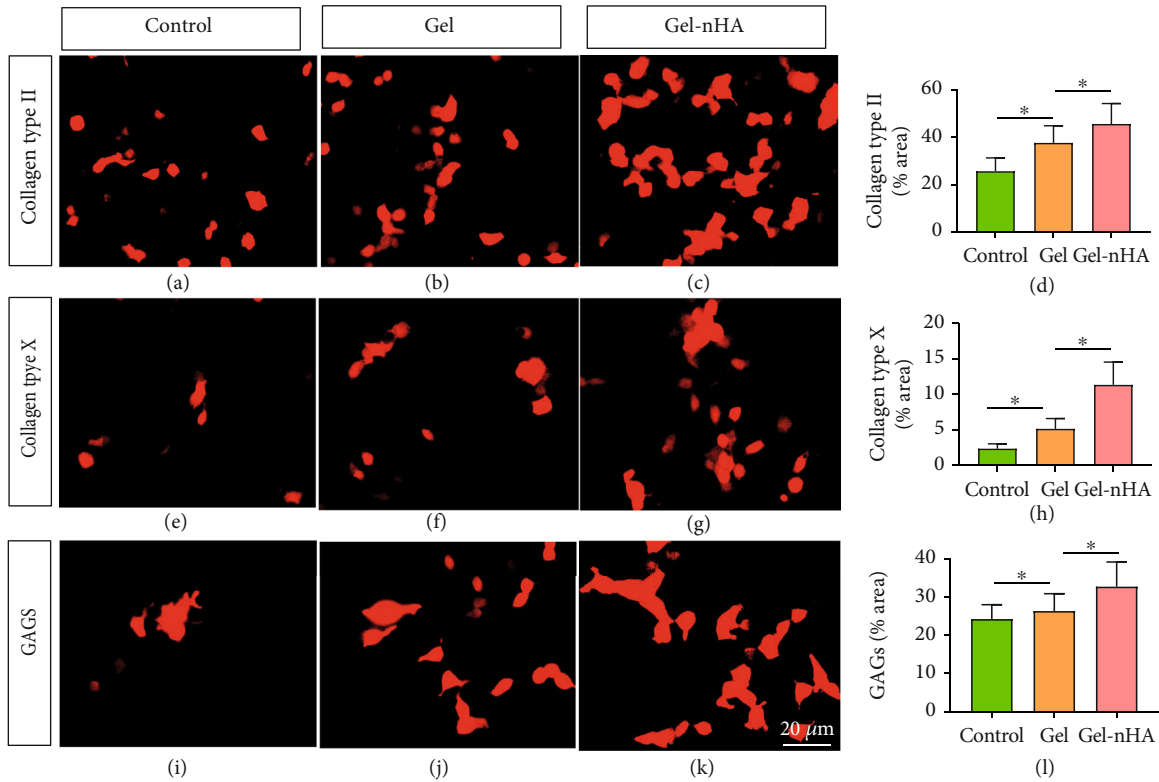 Control
Gel
Gel-nHA
Collagen type II
(a)
(b)
(c)
Collagen type II
(% area)
60
40
20
0
*
*
Control Gel Gel-nHA
(d)
Collagen tpye X
(e)
(f)
(g)
Collagen type X
(% area)
20
15
10
5
0
*
*
Control Gel Gel-nHA
(h)
GAGS
20 µm
(i)
(j)
(k)
GAGs (% area)
40
30
20
10
0
*
*
Control Gel Gel-nHA
(l)